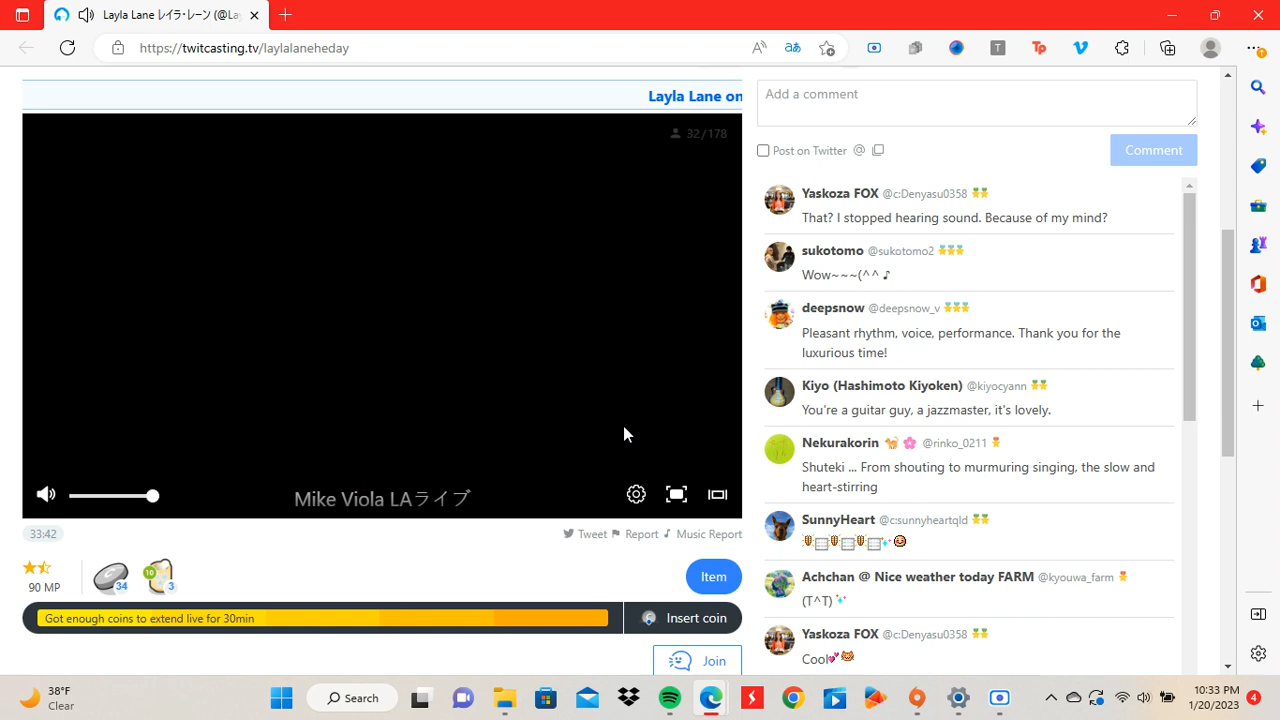 Layla Lane レイラ・レーン (@La
https://twitcasting.tv/laylalaneheday
Layla Lane on
32/178
Mike Viola LAライブ
33:42
Tweet Report Music Report
90 MP
34
10
3
Item
Got enough coins to extend live for 30min
Insert coin
Join
Add a comment
Post on Twitter @
Comment
Yaskoza FOX @c:Denyasu0358
That? I stopped hearing sound. Because of my mind?
sukotomo @sukotomo2
Wow~~~(^^♪
deepsnow @deepsnow_v
Pleasant rhythm, voice, performance. Thank you for the
luxurious time!
Kiyo (Hashimoto Kiyoken) @kiyocyann
You're a guitar guy, a jazzmaster, it's lovely.
Nekurakorin 🐈🌸 @rinko_0211
Shuteki ... From shouting to murmuring singing, the slow and
heart-stirring
SunnyHeart @c:sunnyheartqld
Achchan @ Nice weather today FARM @kyouwa_farm
(T^T)
Yaskoza FOX @c:Denyasu0358
Cool💕
38°F
Clear
Search
10:33 PM
1/20/2023
4